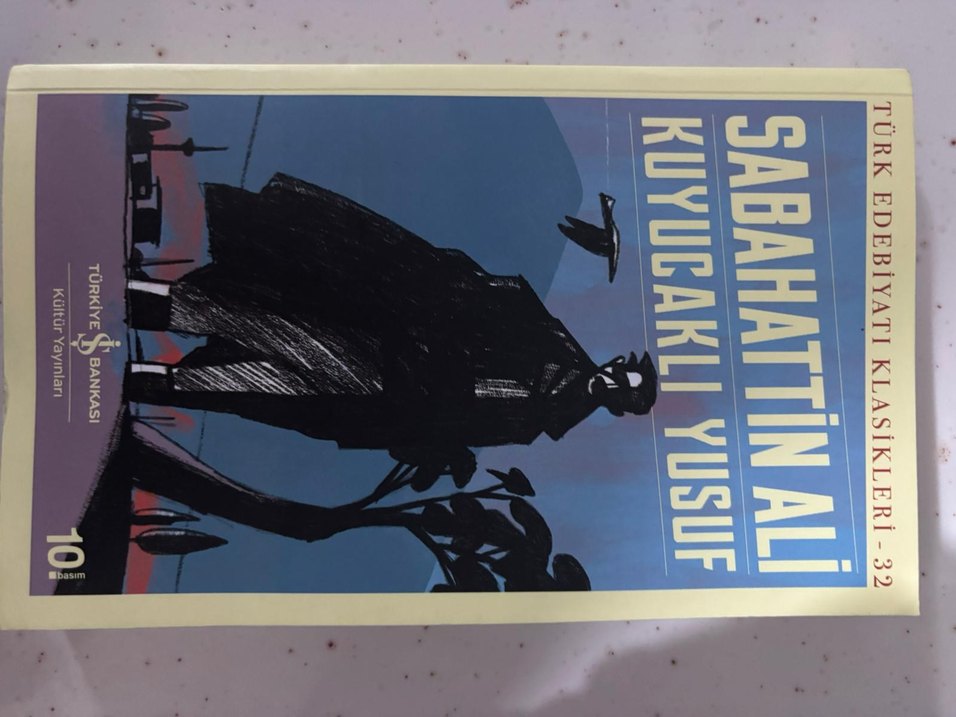 TÜRK EDEBİYATI KLASİKLERİ - 32
SABAHATTİN ALİ
KUYUCAKLI YUSUF
TÜRKİYE İŞ BANKASI
Kültür Yayınları
10.
basım